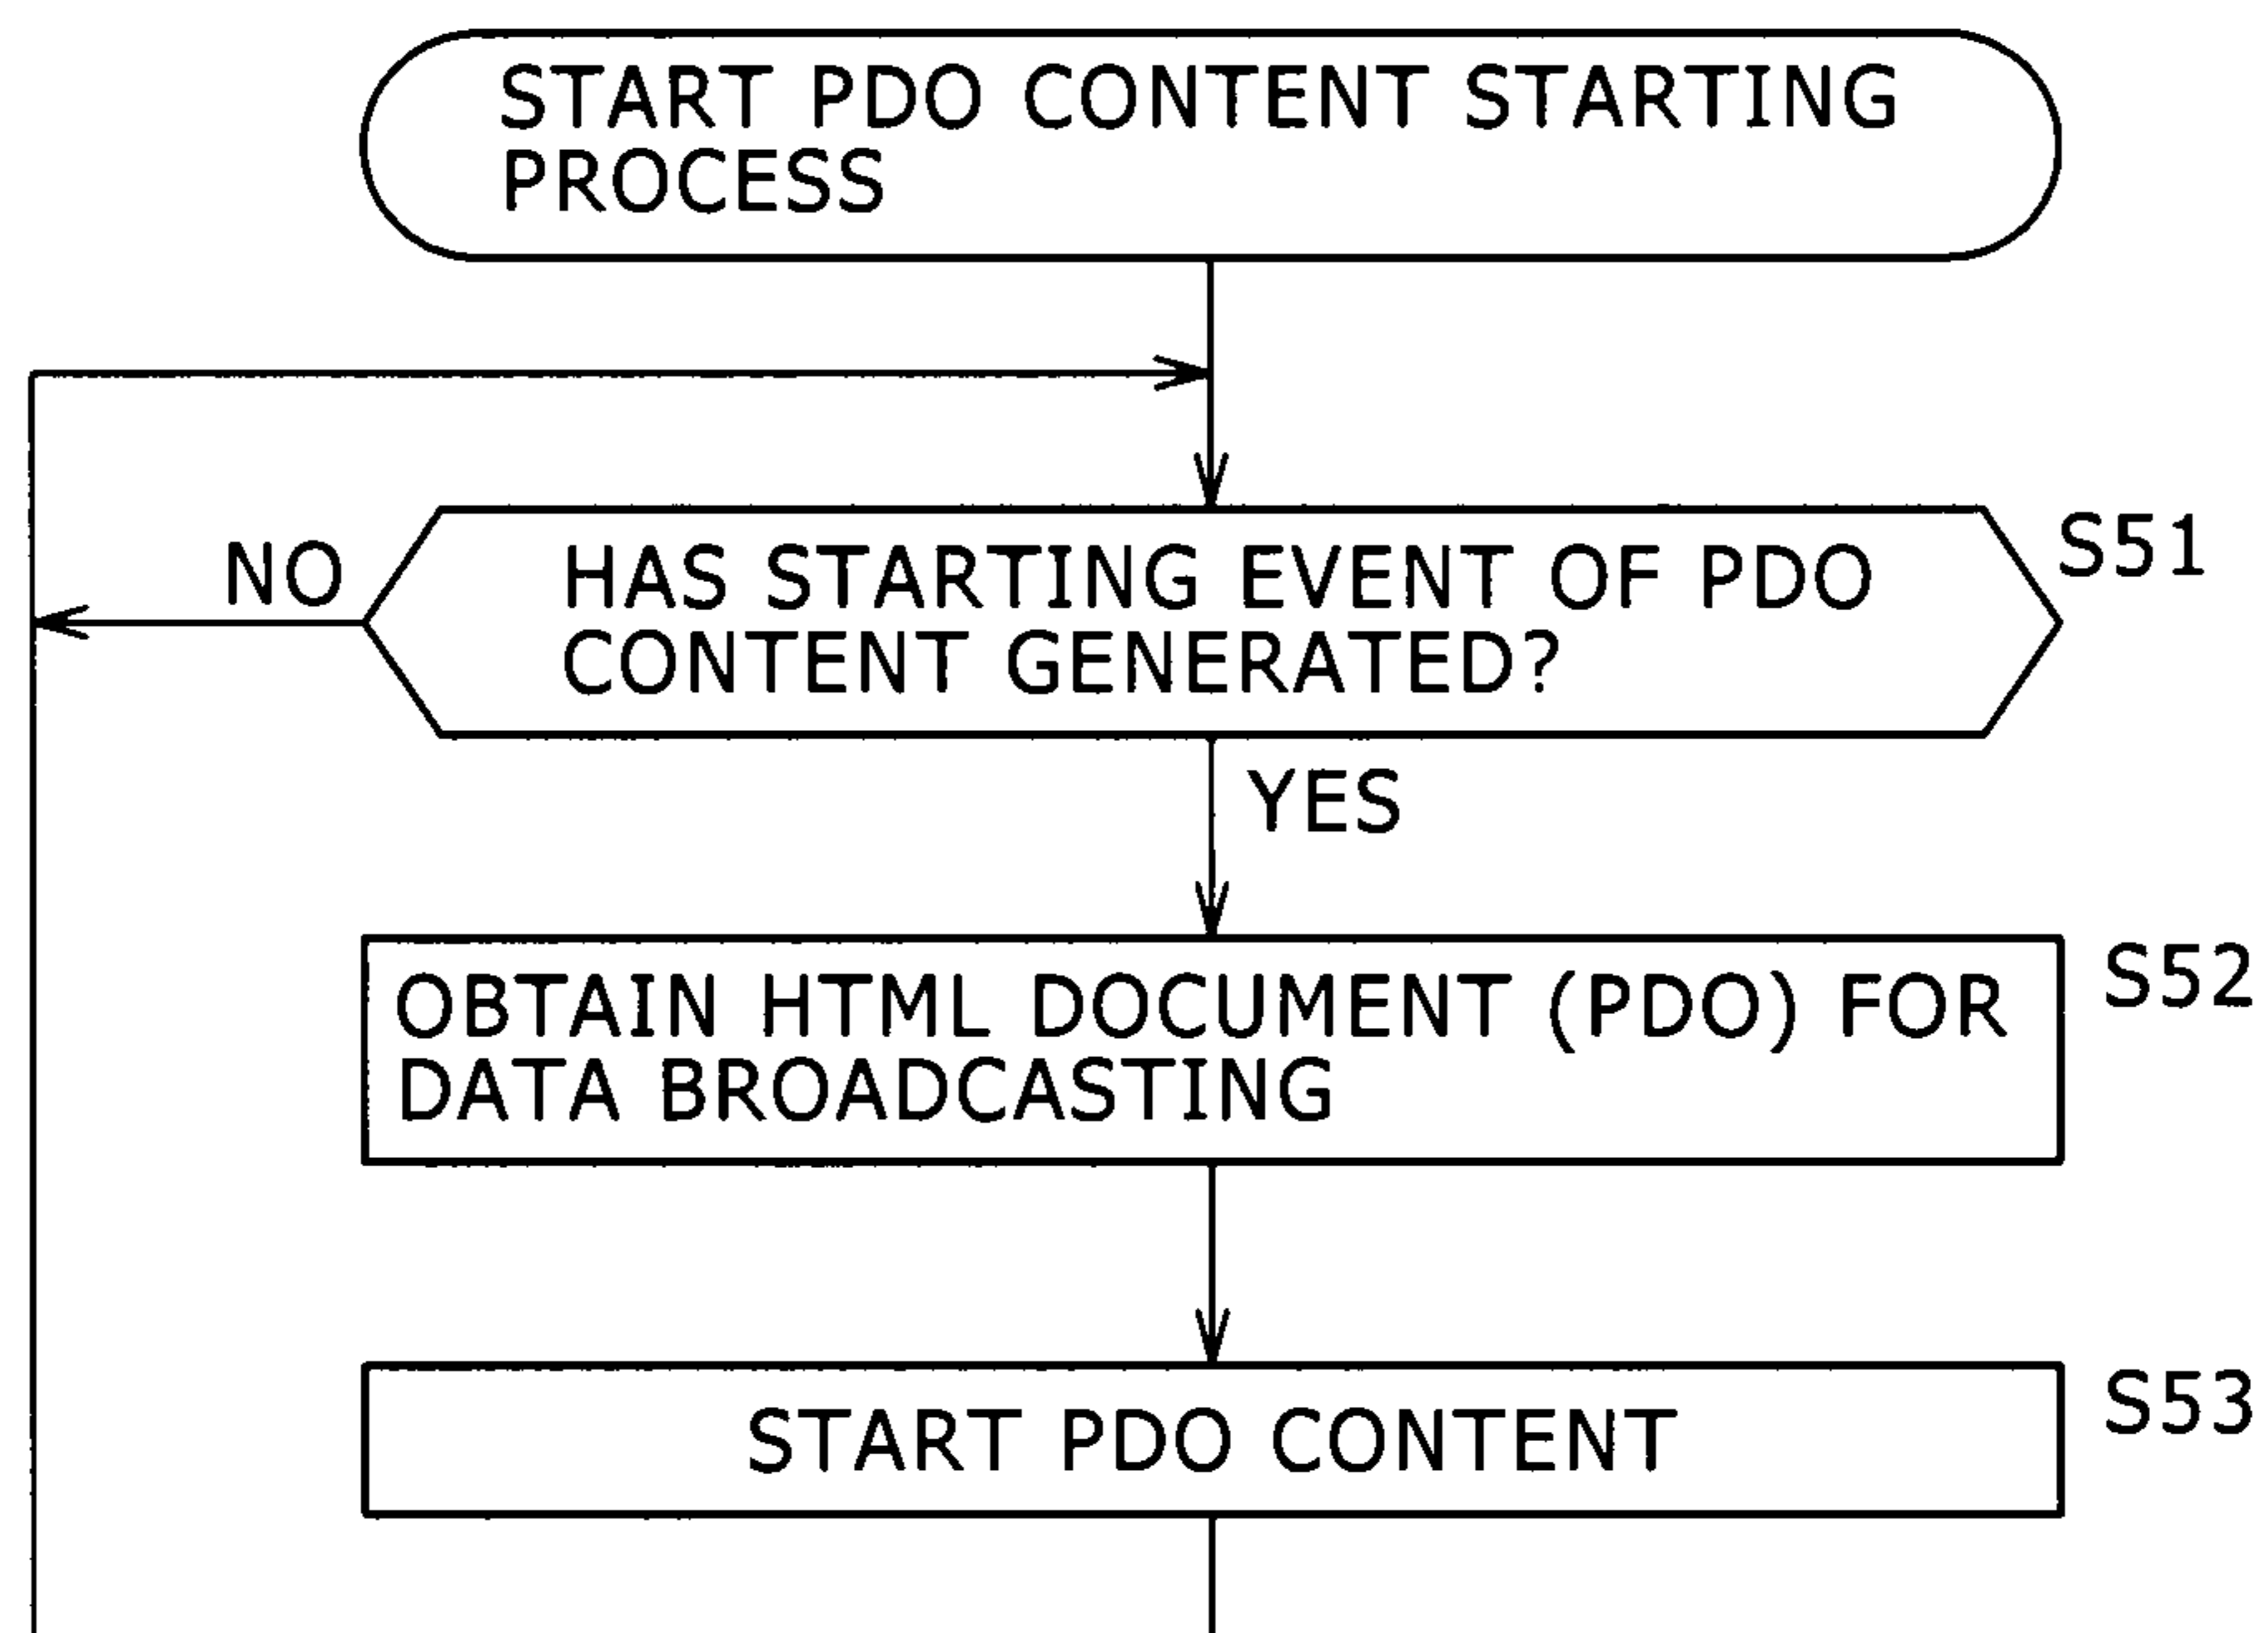 START PDO CONTENT STARTING
PROCESS
NO
HAS STARTING EVENT OF PDO
CONTENT GENERATED?
S51
YES
OBTAIN HTML DOCUMENT (PDO) FOR
DATA BROADCASTING
S52
START PDO CONTENT
S53